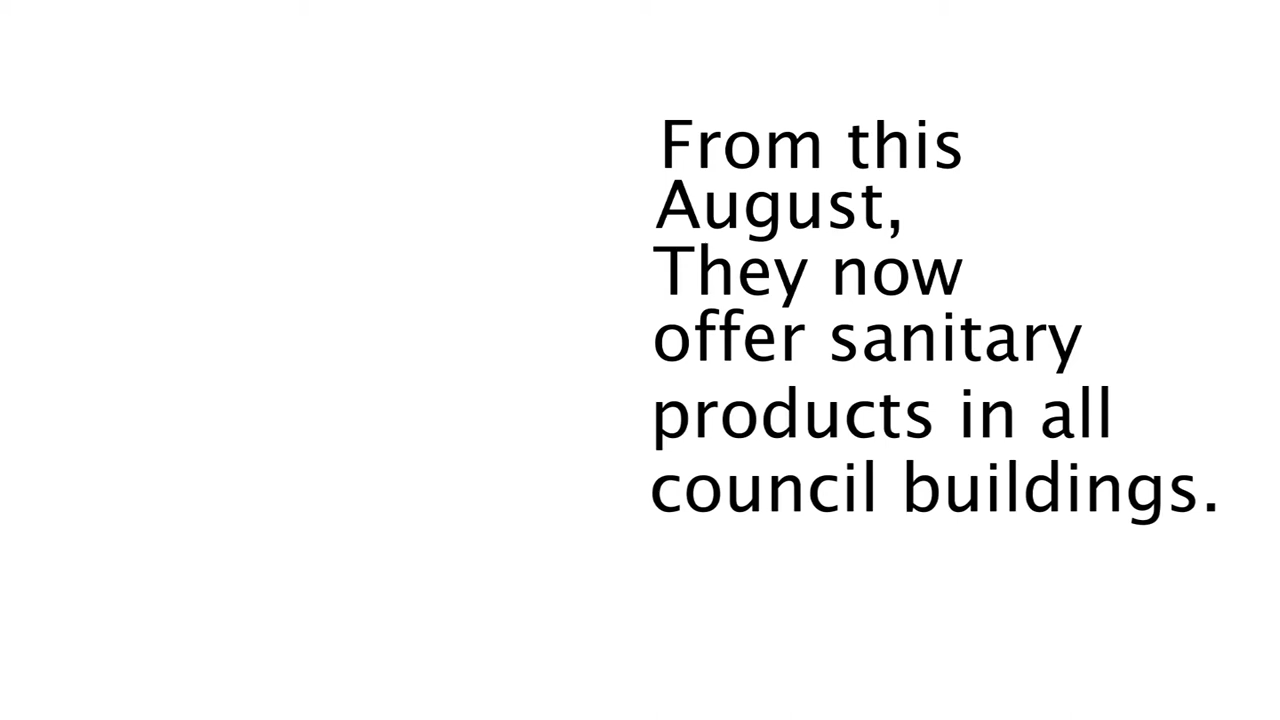 From this
August,
They now
offer sanitary
products in all
council buildings.